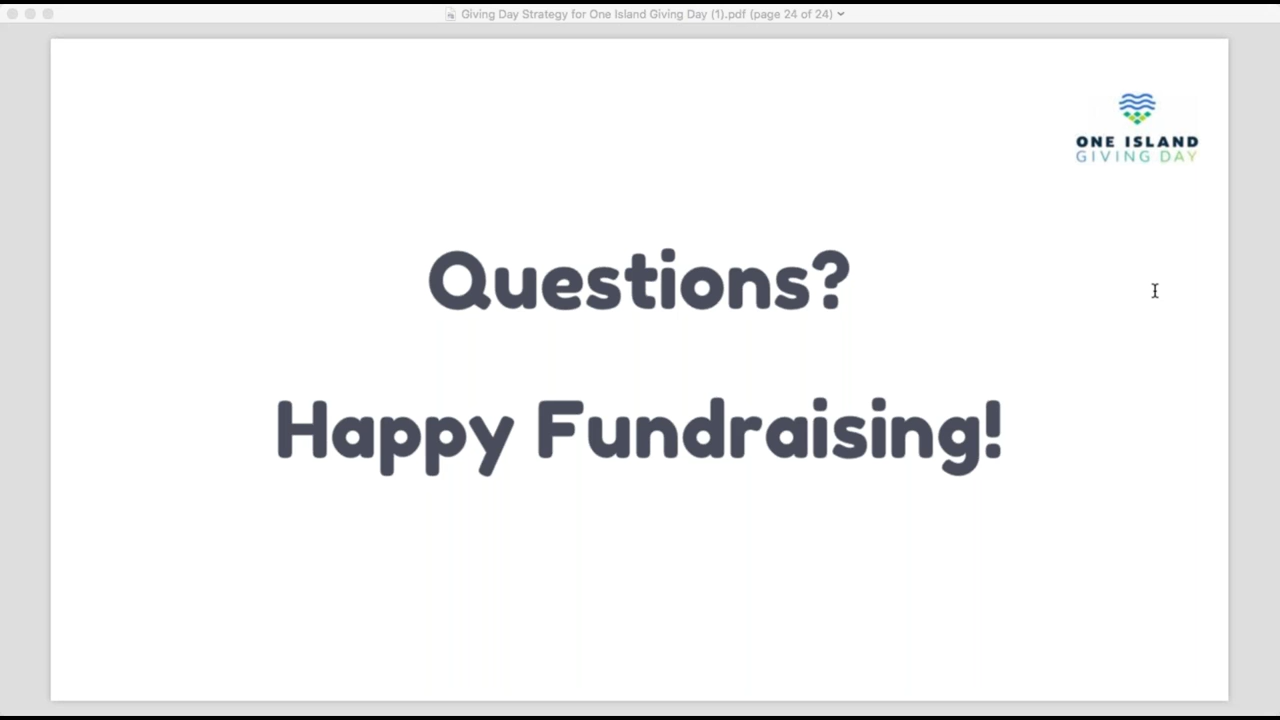 Giving Day Strategy for One Island Giving Day (1).pdf (page 24 of 24)
ONE ISLAND
GIVING DAY
Questions?
Happy Fundraising!